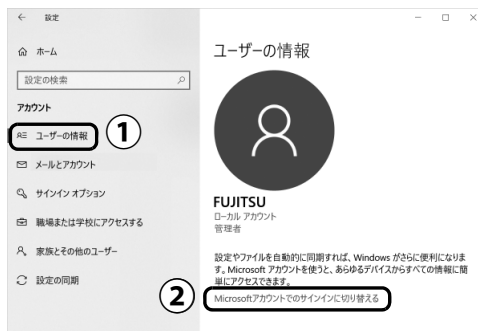 設定
ホーム
設定の検索
アカウント
ユーザーの情報
①
メールとアカウント
サインイン オプション
職場または学校にアクセスする
家族とその他のユーザー
設定の同期
ユーザーの情報
FUJITSU
ローカル アカウント
管理者
設定やファイルを自動的に同期すれば、Windows がさらに便利になりま
す。Microsoft アカウントを使うと、あらゆるデバイスからすべての情報に簡
単にアクセスできます。
②
Microsoftアカウントでのサインインに切り替える